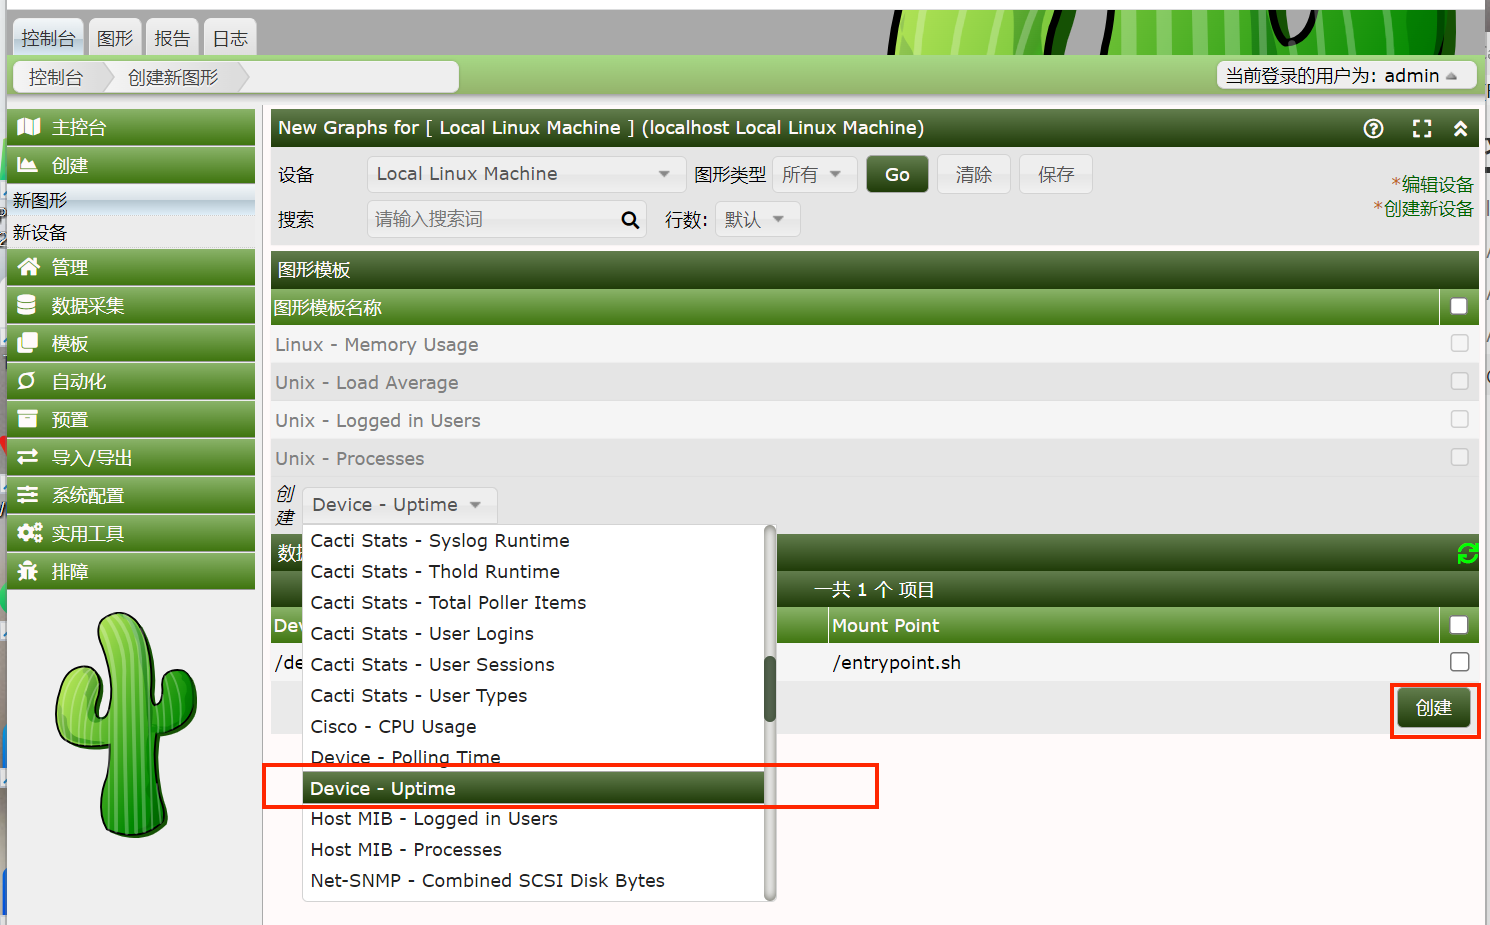 控制台 图形 报告 日志
控制台 创建新图形
当前登录的用户为: admin
主控台
创建
新图形
新设备
管理
数据采集
模板
自动化
预置
导入/导出
系统配置
实用工具
排障
New Graphs for [ Local Linux Machine ] (localhost Local Linux Machine)
设备 Local Linux Machine 图形类型 所有 Go 清除 保存
*编辑设备
*创建新设备
搜索 请输入搜索词 行数: 默认
图形模板
图形模板名称
Linux - Memory Usage
Unix - Load Average
Unix - Logged in Users
Unix - Processes
创建 Device - Uptime
Cacti Stats - Syslog Runtime
Cacti Stats - Thold Runtime
Cacti Stats - Total Poller Items
Cacti Stats - User Logins
Cacti Stats - User Sessions
Cacti Stats - User Types
Cisco - CPU Usage
Device - Polling Time
Device - Uptime
Host MIB - Logged in Users
Host MIB - Processes
Net-SNMP - Combined SCSI Disk Bytes
一共 1 个 项目
Mount Point
/entrypoint.sh
创建